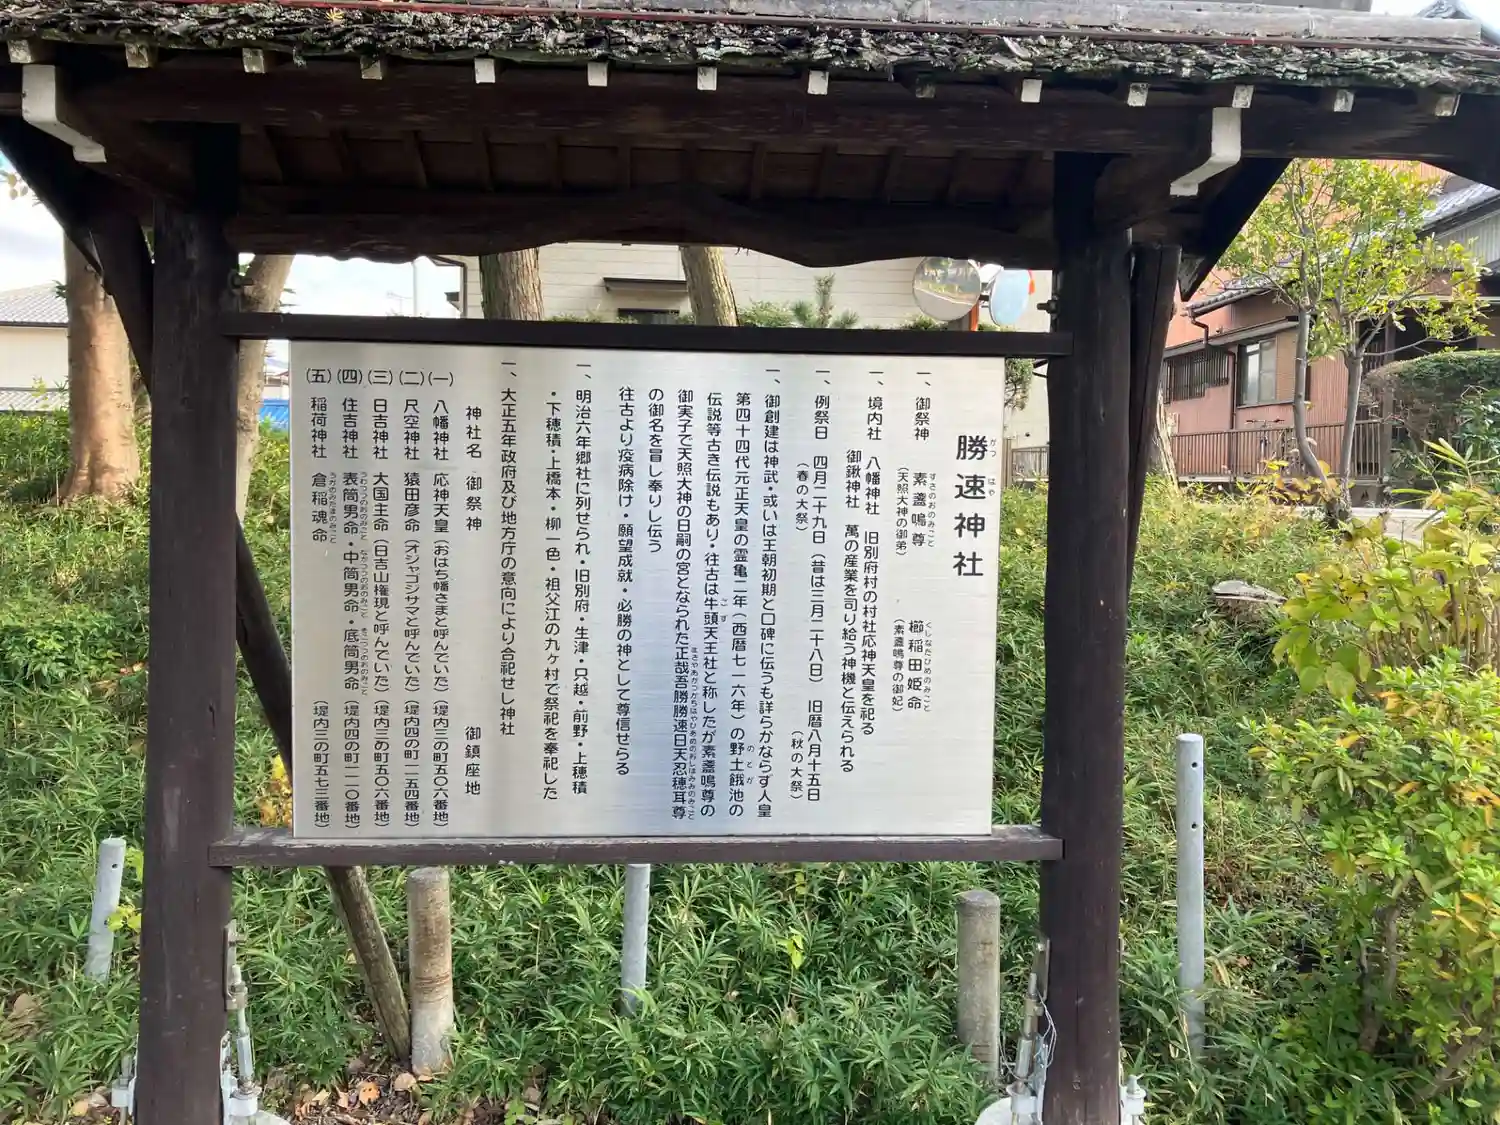 勝速神社
一、御祭神 素盞鳴尊 櫛稲田姫命
（天照大神の御弟） （素盞鳴尊の御妃）
一、境内社 八幡神社 旧別府村の村社応神天皇を祀る
御鍬神社 萬の産業を司り給う神機と伝えられる
一、例祭日 四月二十九日（昔は三月二十八日） 旧暦八月十五日
（春の大祭） （秋の大祭）
一、御創建は神武・或いは王朝初期と口碑に伝うも詳らかならず人皇
第四十四代元正天皇の霊亀二年（西暦七一六年）の野土餓池の
伝説等古き伝説もあり・往古は牛頭天王社と称したが素盞鳴尊の
御実子で天照大神の日嗣の宮となられた正哉吾勝勝速日天忍穂耳尊
の御名を冒し奉りし伝う
往古より疫病除け・願望成就・必勝の神として尊信せらる
一、明治六年郷社に列せられ・旧別府・生津・只越・前野・上穂積
・下穂積・上橋本・柳一色・祖父江の九ヶ村で祭祀を奉祀した
一、大正五年政府及び地方庁の意向により合祀せし神社
神社名 御祭神 御鎮座地
（一） 八幡神社 応神天皇（おはち幡さまと呼んでいた）（堤内三の町五〇六番地）
（二） 尺空神社 猿田彦命（オジャゴジサマと呼んでいた）（堤内四の町一五四番地）
（三） 日吉神社 大国主命（日吉山権現と呼んでいた）（堤内三の町五〇六番地）
（四） 住吉神社 表筒男命・中筒男命・底筒男命 （堤内四の町一二〇番地）
（五） 稲荷神社 倉稲魂命 （堤内三の町五七三番地）